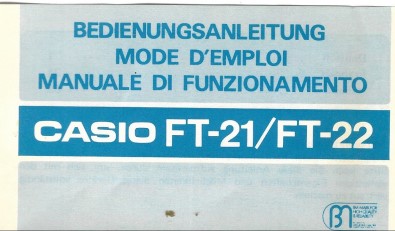 BEDIENUNGSANLEITUNG
MODE D'EMPLOI
MANUALE DI FUNZIONAMENTO
CASIO FT-21/FT-22